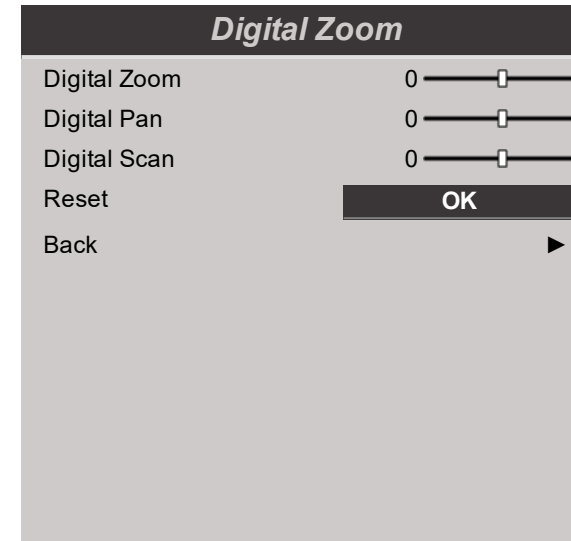 Digital Zoom
Digital Zoom 0
Digital Pan 0
Digital Scan 0
Reset OK
Back